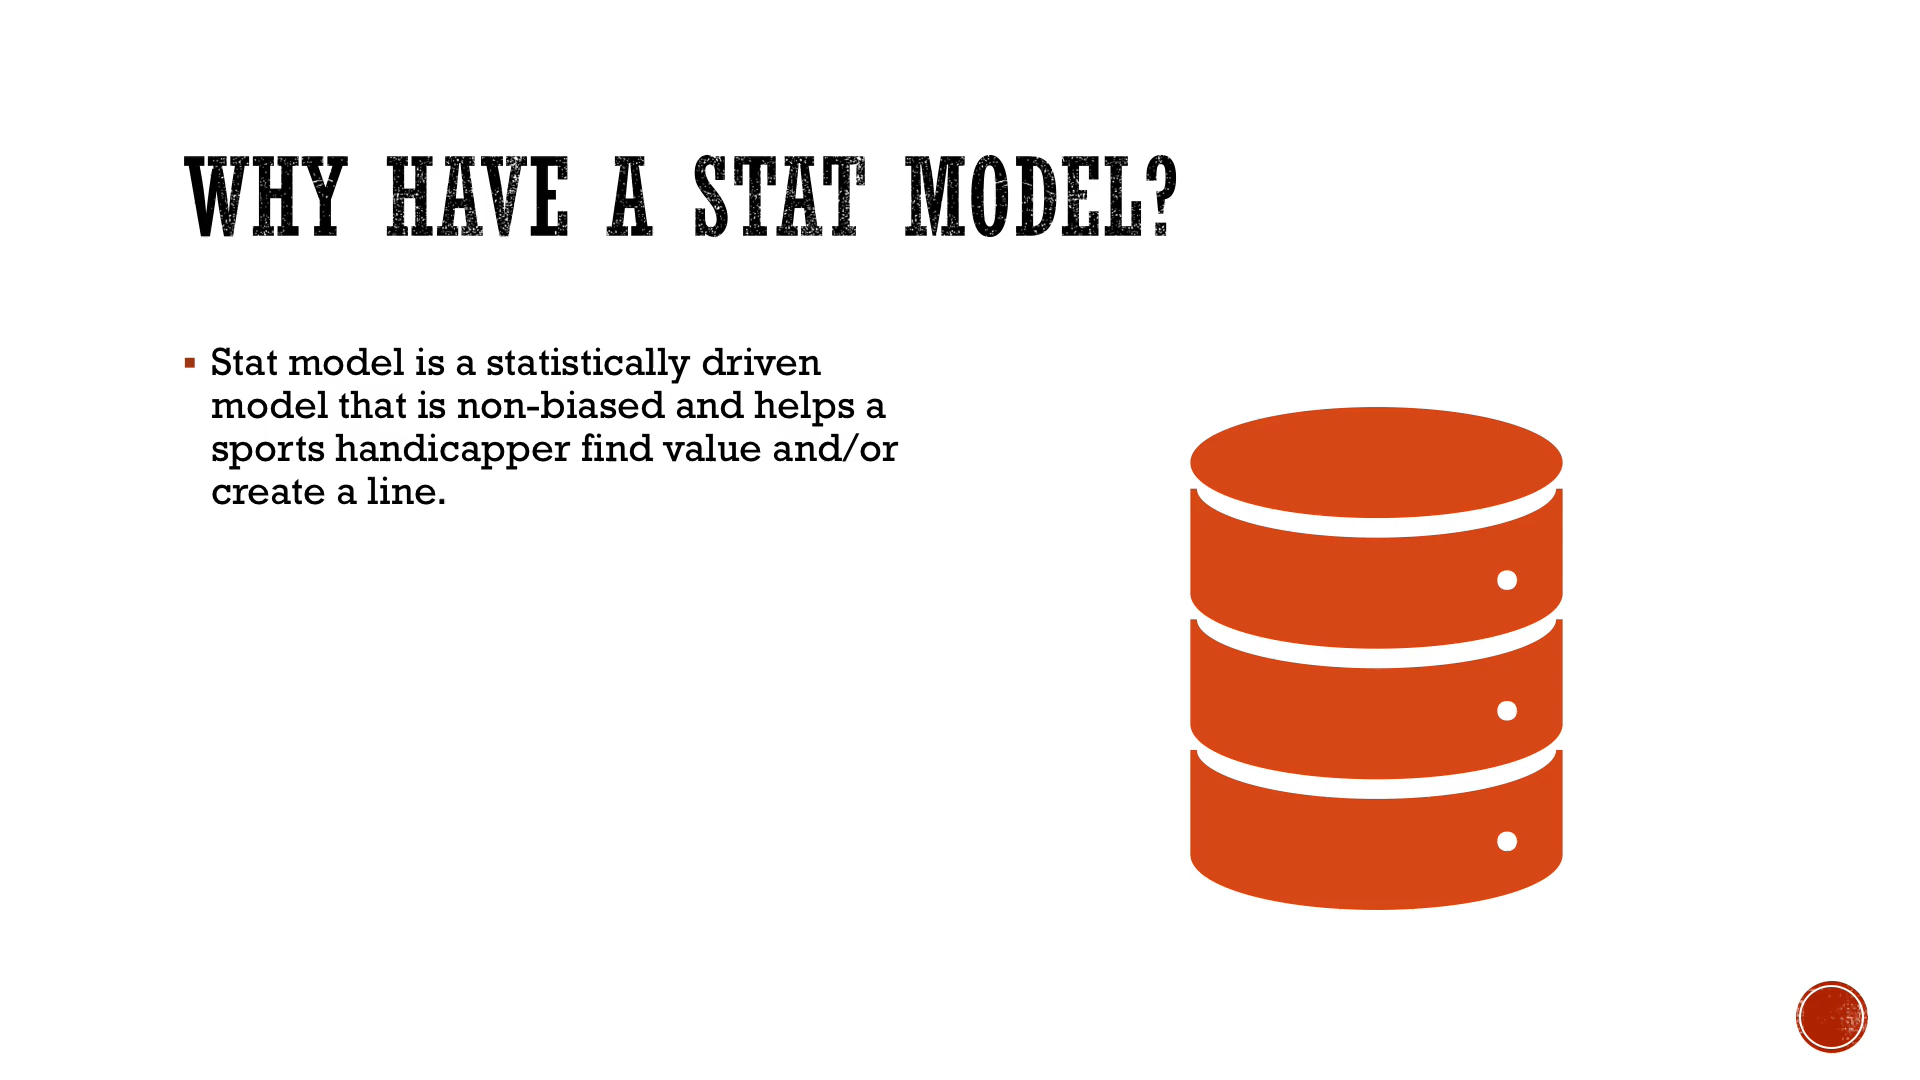 WHY HAVE A STAT MODEL?
▪ Stat model is a statistically driven
model that is non-biased and helps a
sports handicapper find value and/or
create a line.